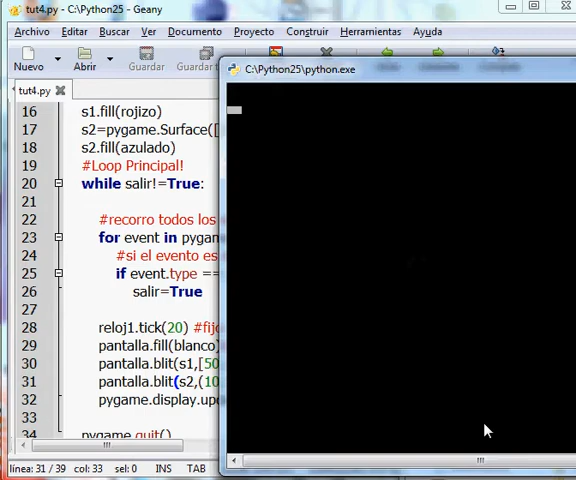 tut4.py - C:\Python25 - Geany
Archivo Editar Buscar Ver Documento Proyecto Construir Herramientas Ayuda
Nuevo Abrir Guardar Guardar t
C:\Python25\python.exe
tut4.py
16 s1.fill(rojizo)
17 s2=pygame.Surface([
18 s2.fill(azulado)
19 #Loop Principal!
20 while salir!=True:
21
22 #recorro todos los
23 for event in pygam
24 #si el evento es
25 if event.type ==
26 salir=True
27
28 reloj1.tick(20) #fijo
29 pantalla.fill(blanco)
30 pantalla.blit(s1,[50
31 pantalla.blit(s2,(10
32 pygame.display.upd
33
34 pygame.quit()
línea: 31 / 39 col: 33 sel: 0 INS TAB